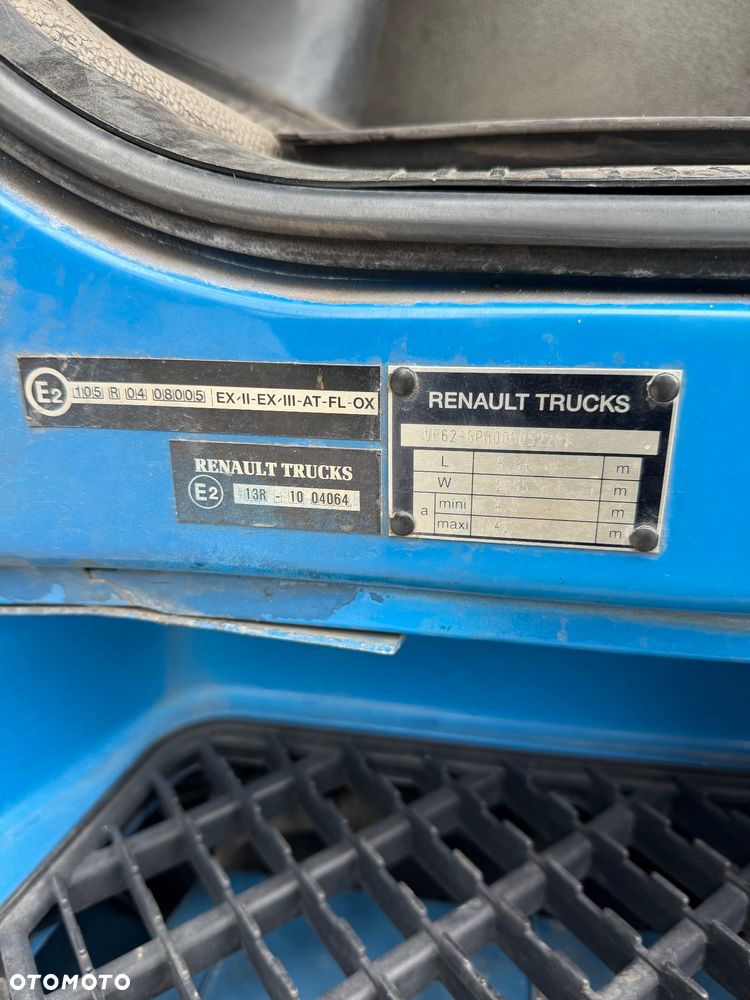 E2 105 R 04 08005 EX/II-EX/III-AT-FL-OX
RENAULT TRUCKS
E2 13R - 10 04064
RENAULT TRUCKS
L m
W m
a mini m
maxi 4, m
OTOMOTO